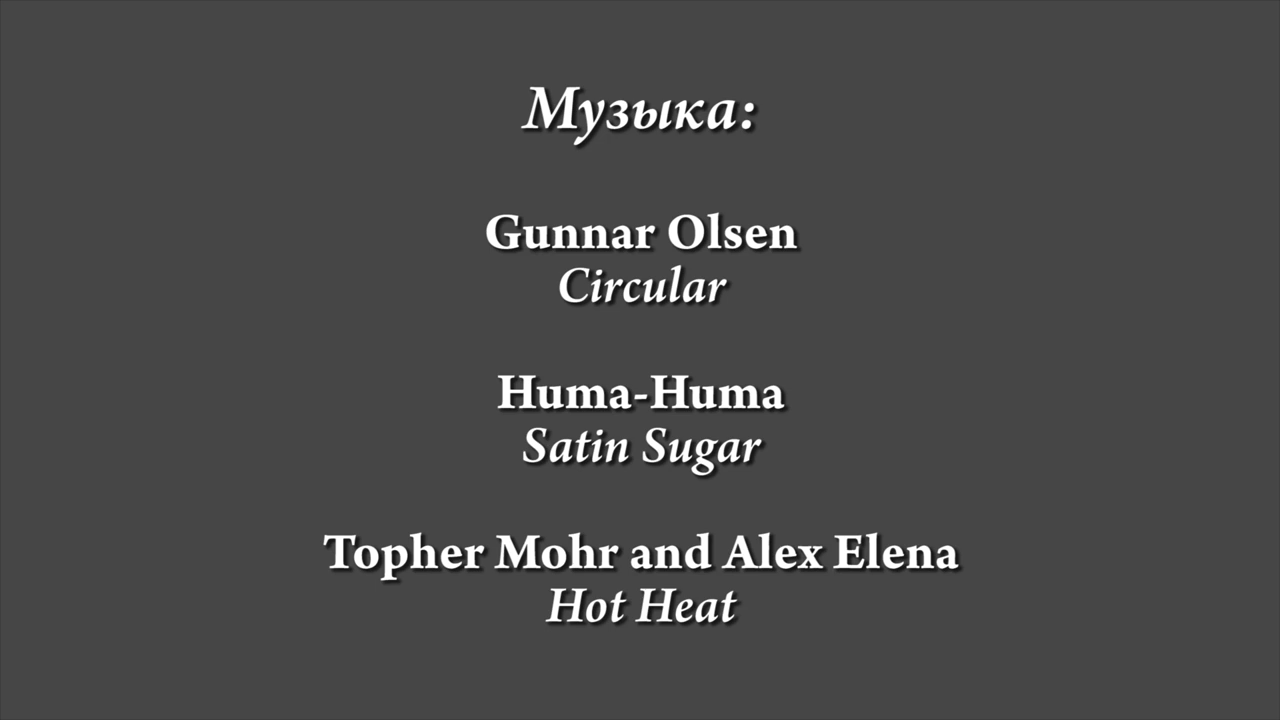 Музыка:
Gunnar Olsen
Circular
Huma-Huma
Satin Sugar
Topher Mohr and Alex Elena
Hot Heat